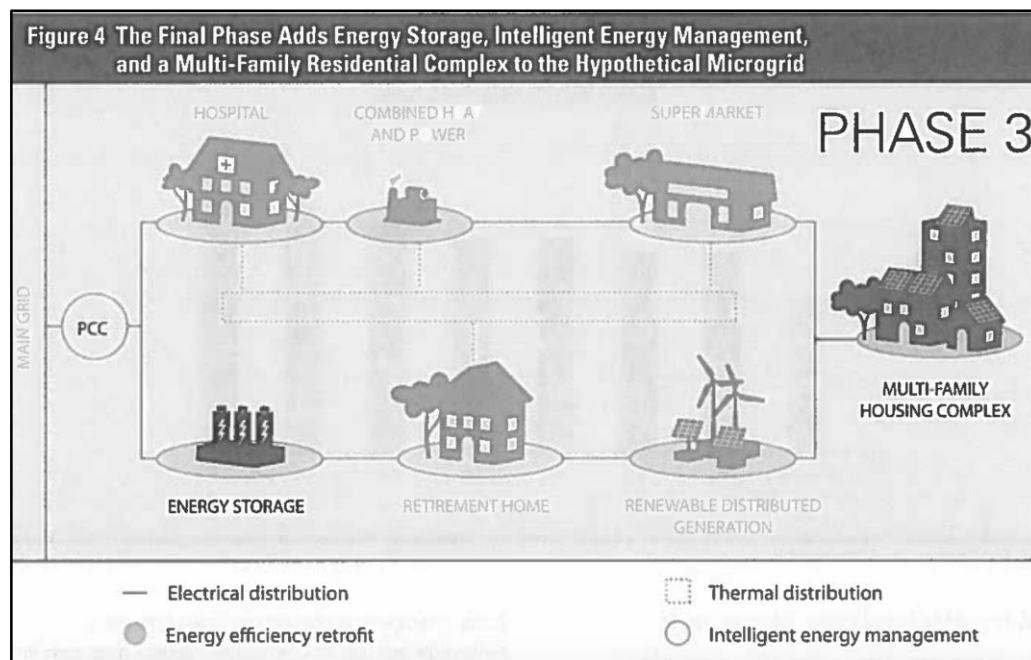 Figure 4 The Final Phase Adds Energy Storage, Intelligent Energy Management,
and a Multi-Family Residential Complex to the Hypothetical Microgrid
PHASE 3
HOSPITAL
COMBINED H A
AND P WER
SUPERMARKET
MAIN GRID
PCC
MULTI-FAMILY
HOUSING COMPLEX
ENERGY STORAGE
RETIREMENT HOME
RENEWABLE DISTRIBUTED
GENERATION
Electrical distribution
Thermal distribution
Energy efficiency retrofit
Intelligent energy management